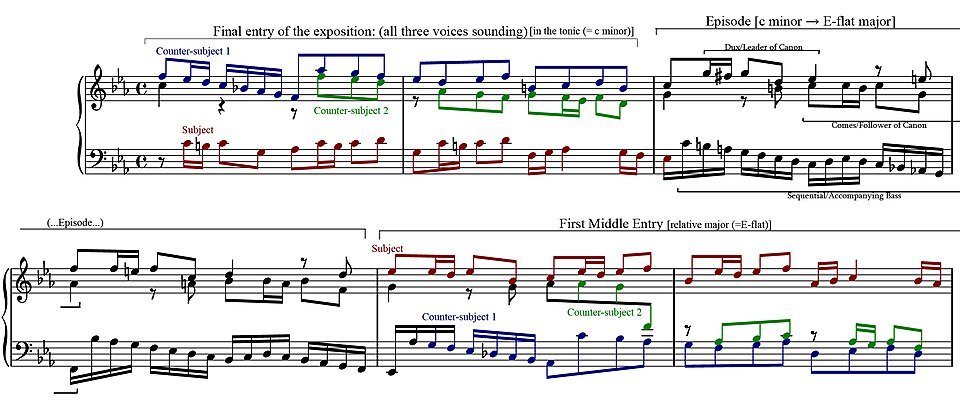 Episode [c minor → E-flat major]
Final entry of the exposition: (all three voices sounding) [in the tonic (= c minor)]
Counter-subject 1
Dux/Leader of Canon
Counter-subject 2
Comes/Follower of Canon
Subject
Sequential/Accompanying Bass
(...Episode...)
First Middle Entry [relative major (=E-flat)]
Subject
Counter-subject 2
Counter-subject 1